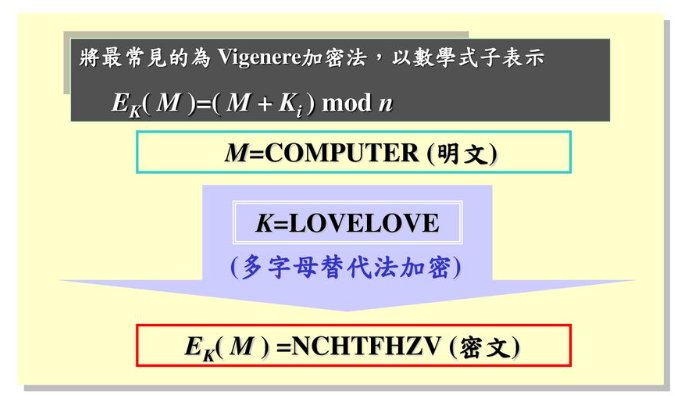 將最常見的為 Vigenere加密法，以數學式子表示
E_K( M )=( M + K_i ) mod n
M=COMPUTER (明文)
K=LOVELOVE
(多字母替代法加密)
E_K( M ) =NCHTFHZV (密文)